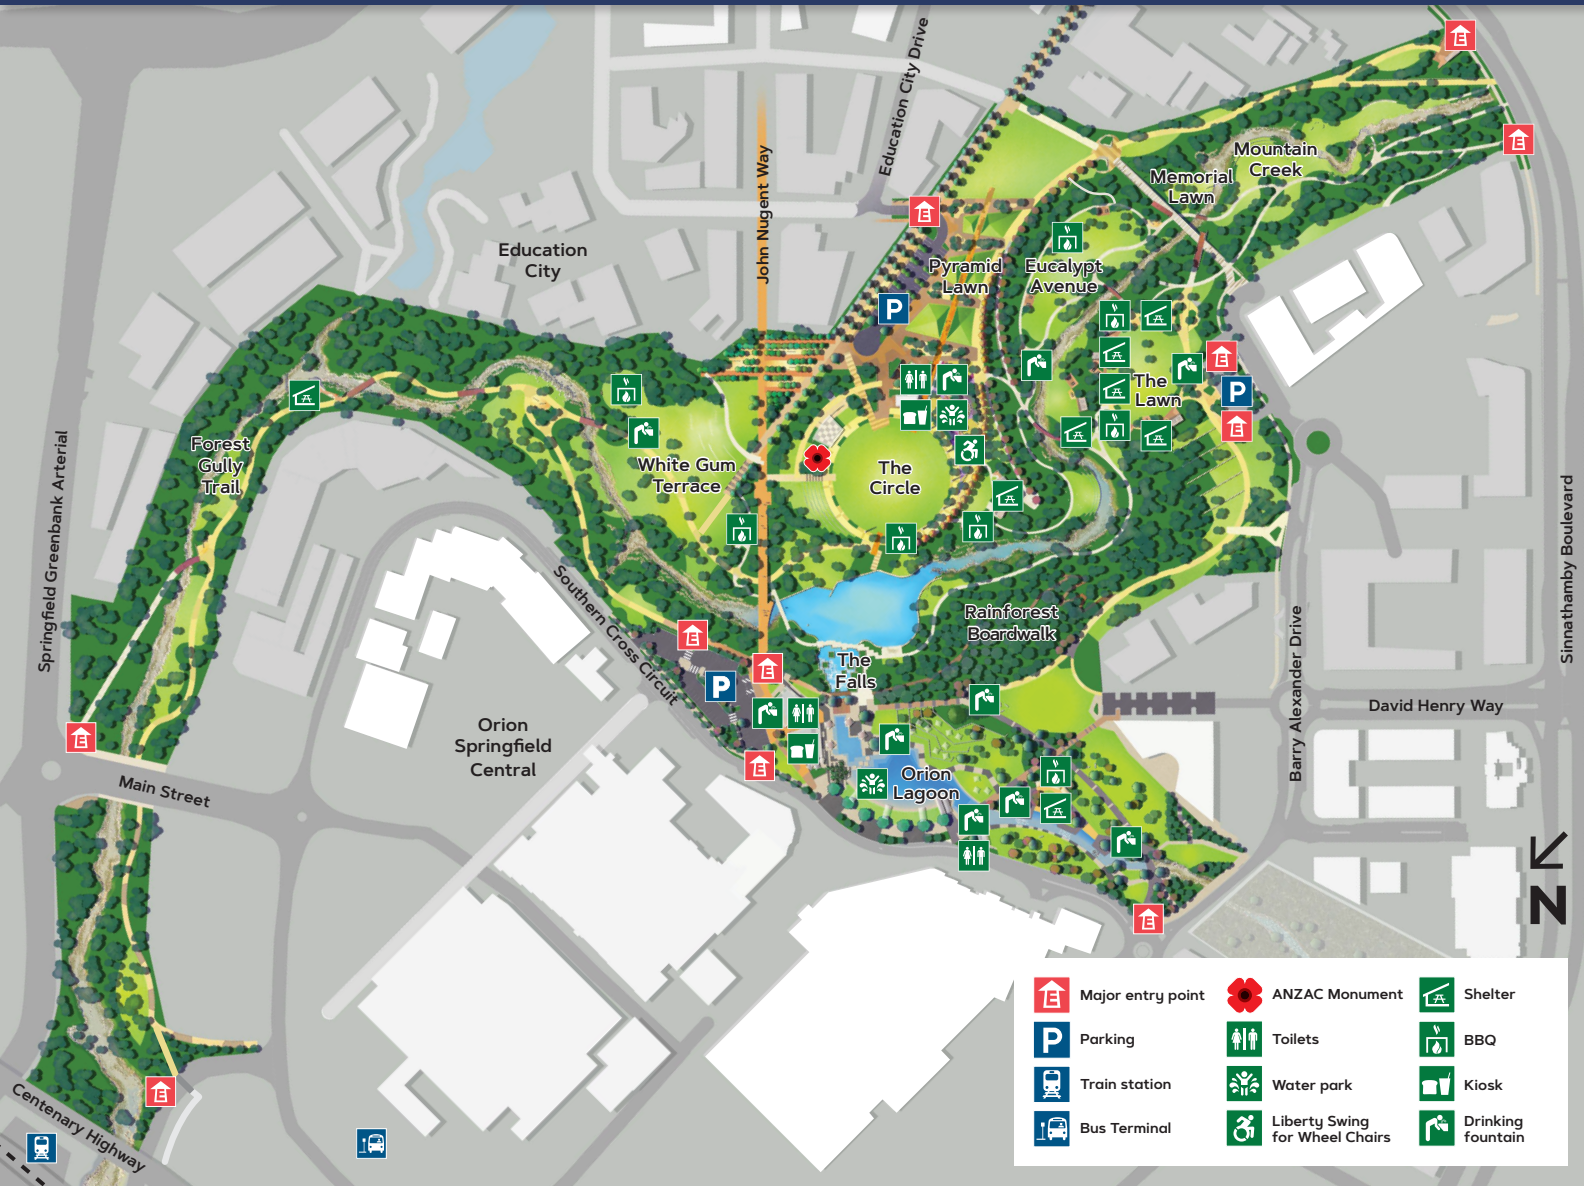 Education City Drive
John Nugent Way
Mountain
Creek
Memorial
Lawn
Education
City
Pyramid
Lawn
Eucalypt
Avenue
P
The
Lawn
P
Forest
Gully
Trail
White Gum
Terrace
The
Circle
Springfield Greenbank Arterial
Southern Cross Circuit
Rainforest
Boardwalk
The
Falls
P
Sinnathamby Boulevard
Barry Alexander Drive
David Henry Way
Orion
Springfield
Central
Orion
Lagoon
Main Street
N
Centenary Highway
E
Major entry point
ANZAC Monument
Shelter
P
Parking
Toilets
BBQ
Train station
Water park
Kiosk
Bus Terminal
Liberty Swing
for Wheel Chairs
Drinking
fountain